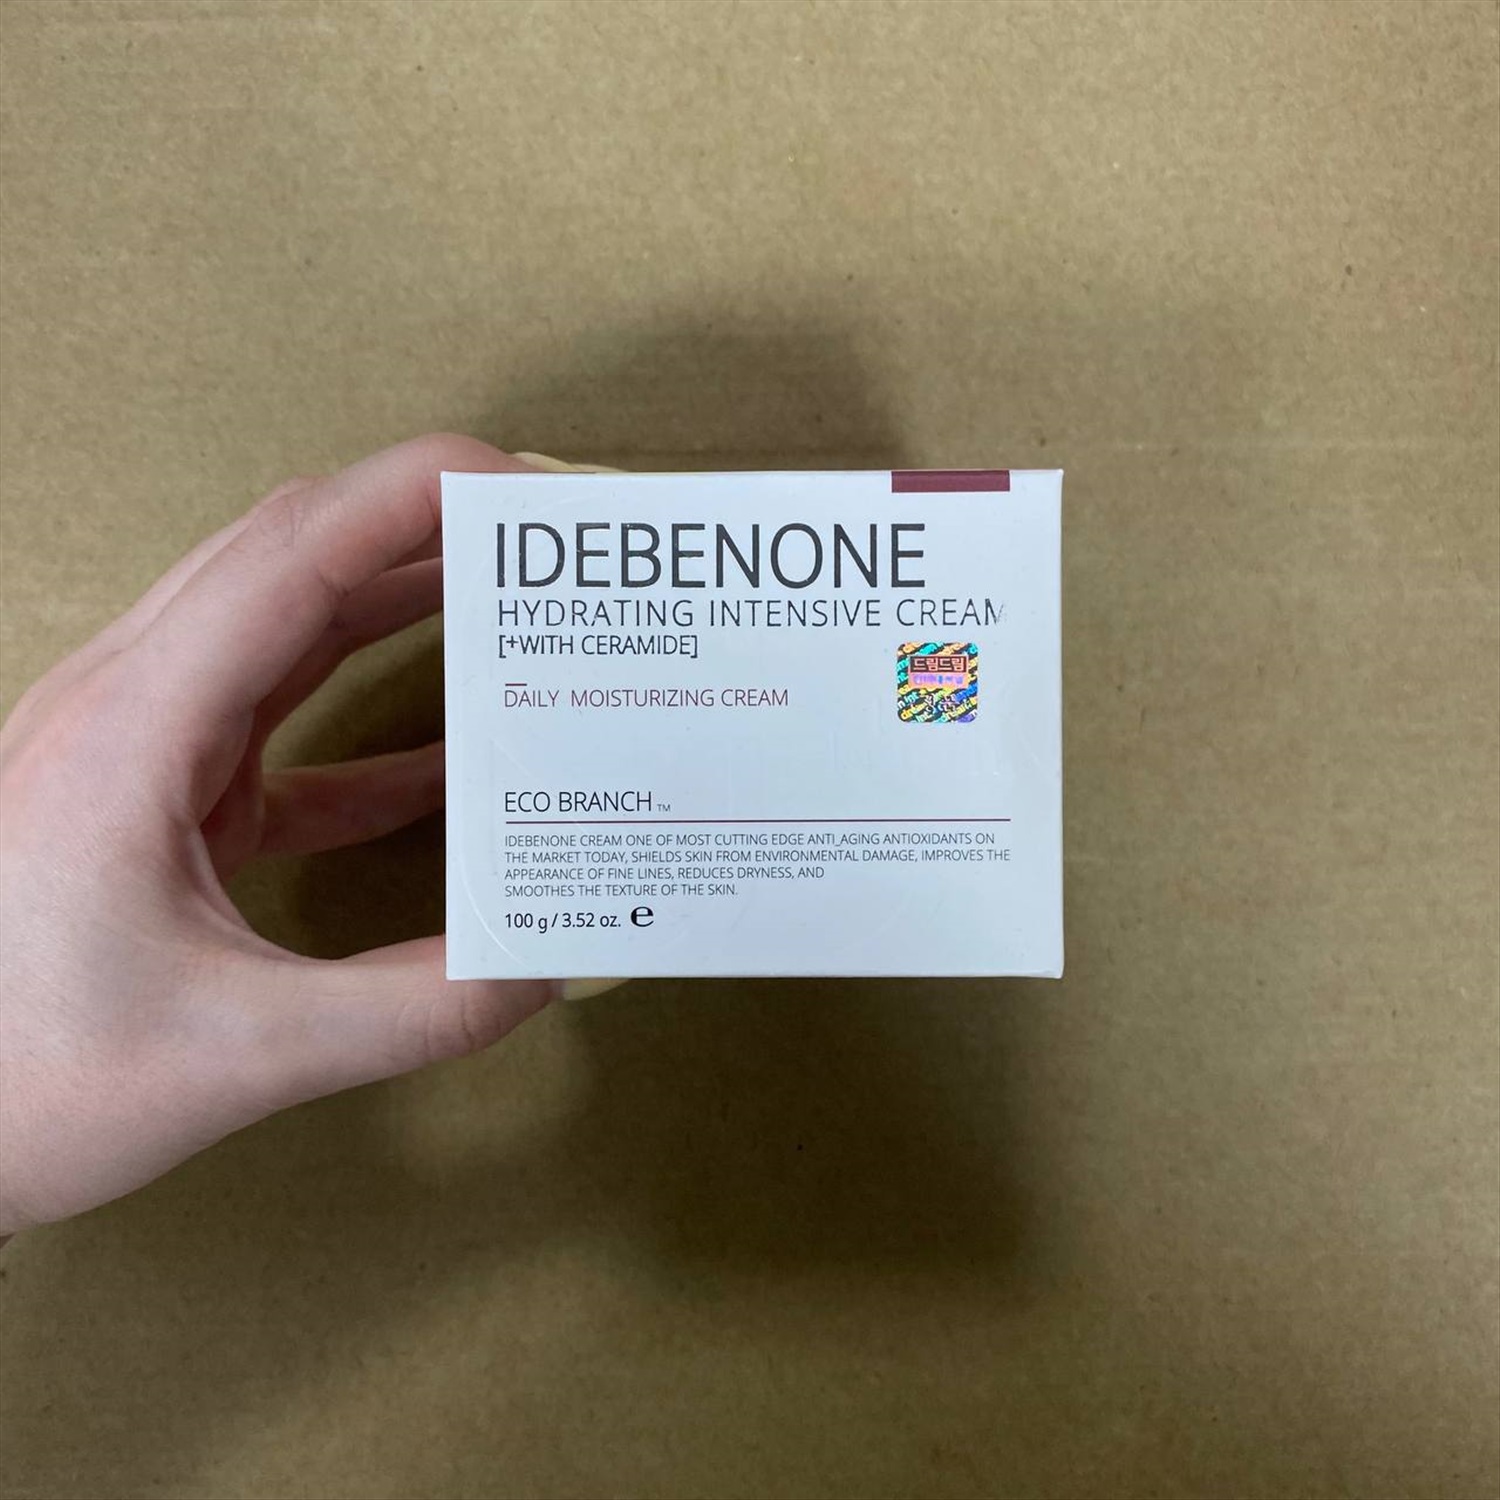 IDEBENONE
HYDRATING INTENSIVE CREAM
[+WITH CERAMIDE]
드림드림
DAILY MOISTURIZING CREAM
ECO BRANCH TM
IDEBENONE CREAM ONE OF MOST CUTTING EDGE ANTI_AGING ANTIOXIDANTS ON
THE MARKET TODAY, SHIELDS SKIN FROM ENVIRONMENTAL DAMAGE, IMPROVES THE
APPEARANCE OF FINE LINES, REDUCES DRYNESS, AND
SMOOTHES THE TEXTURE OF THE SKIN.
100 g / 3.52 oz. e